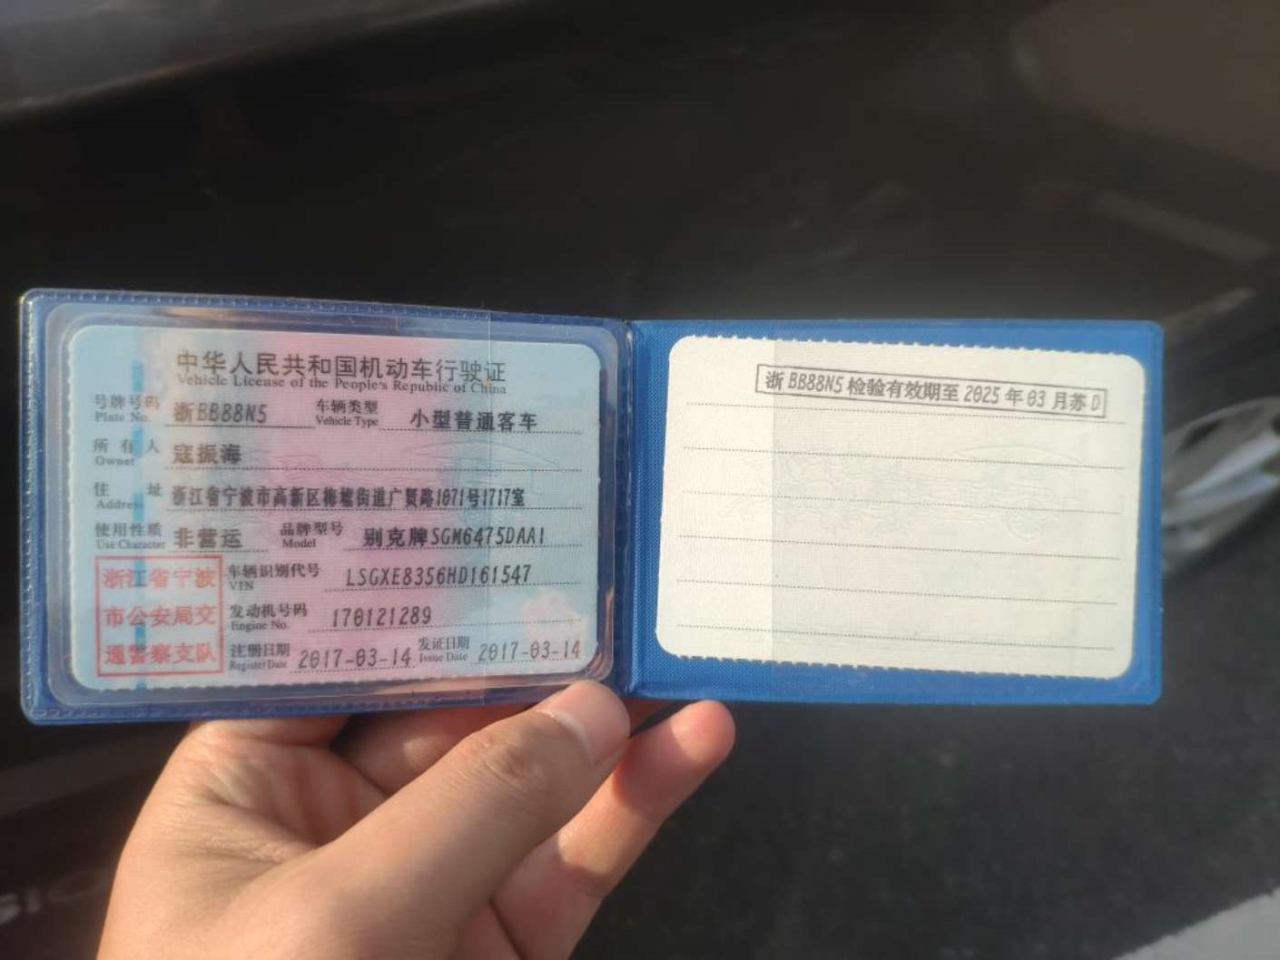 中华人民共和国机动车行驶证
Vehicle License of the People's Republic of China
号牌号码 浙BB88N5 车辆类型 小型普通客车
Plate No. Vehicle Type
所有人 寇振海
Owner
住址 浙江省宁波市高新区梅墟街道广贤路1071号1717室
Address
使用性质 非营运 品牌型号 别克牌SGM6475DAA1
Use Character Model
浙江省宁波 车辆识别代号 LSGXE8356HD161547
VIN
市公安局交 发动机号码 170121289
Engine No.
通警察支队 注册日期 2017-03-14 发证日期 2017-03-14
Register Date Issue Date
浙BB88N5检验有效期至2025年03月苏D